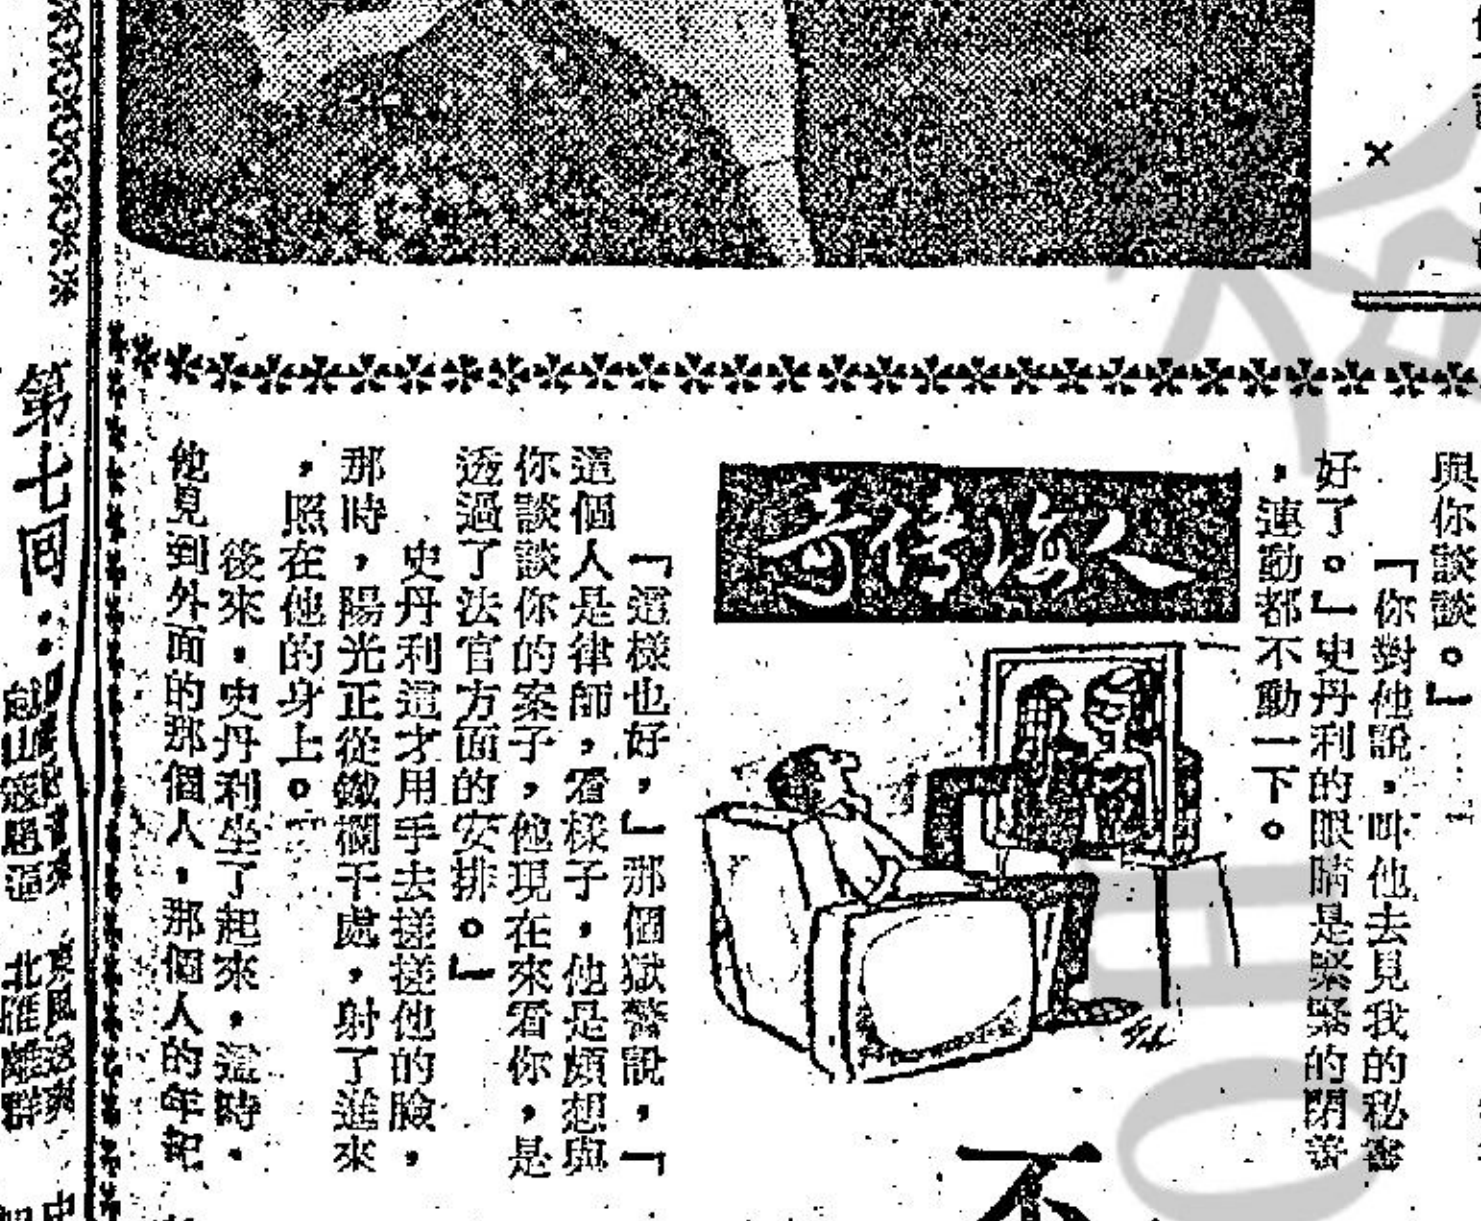 與你談談。」
「你對他說，叫他去見我的秘書
好了。」史丹利的眼睛是緊緊的閉着
，連動都不動一下。
人海傳奇
不
「這樣也好，」那個獄警說，「
這個人是律師，看樣子，他是頗想與
你談談你的案子，他現在來看你，是
透過了法官方面的安排。」
史丹利這才用手去搓搓他的臉，
那時，陽光正從鐵欄干處，射了進來
，照在他的身上。
後來，史丹利坐了起來，這時，
他見到外面的那個人，那個人的年紀
第七回：